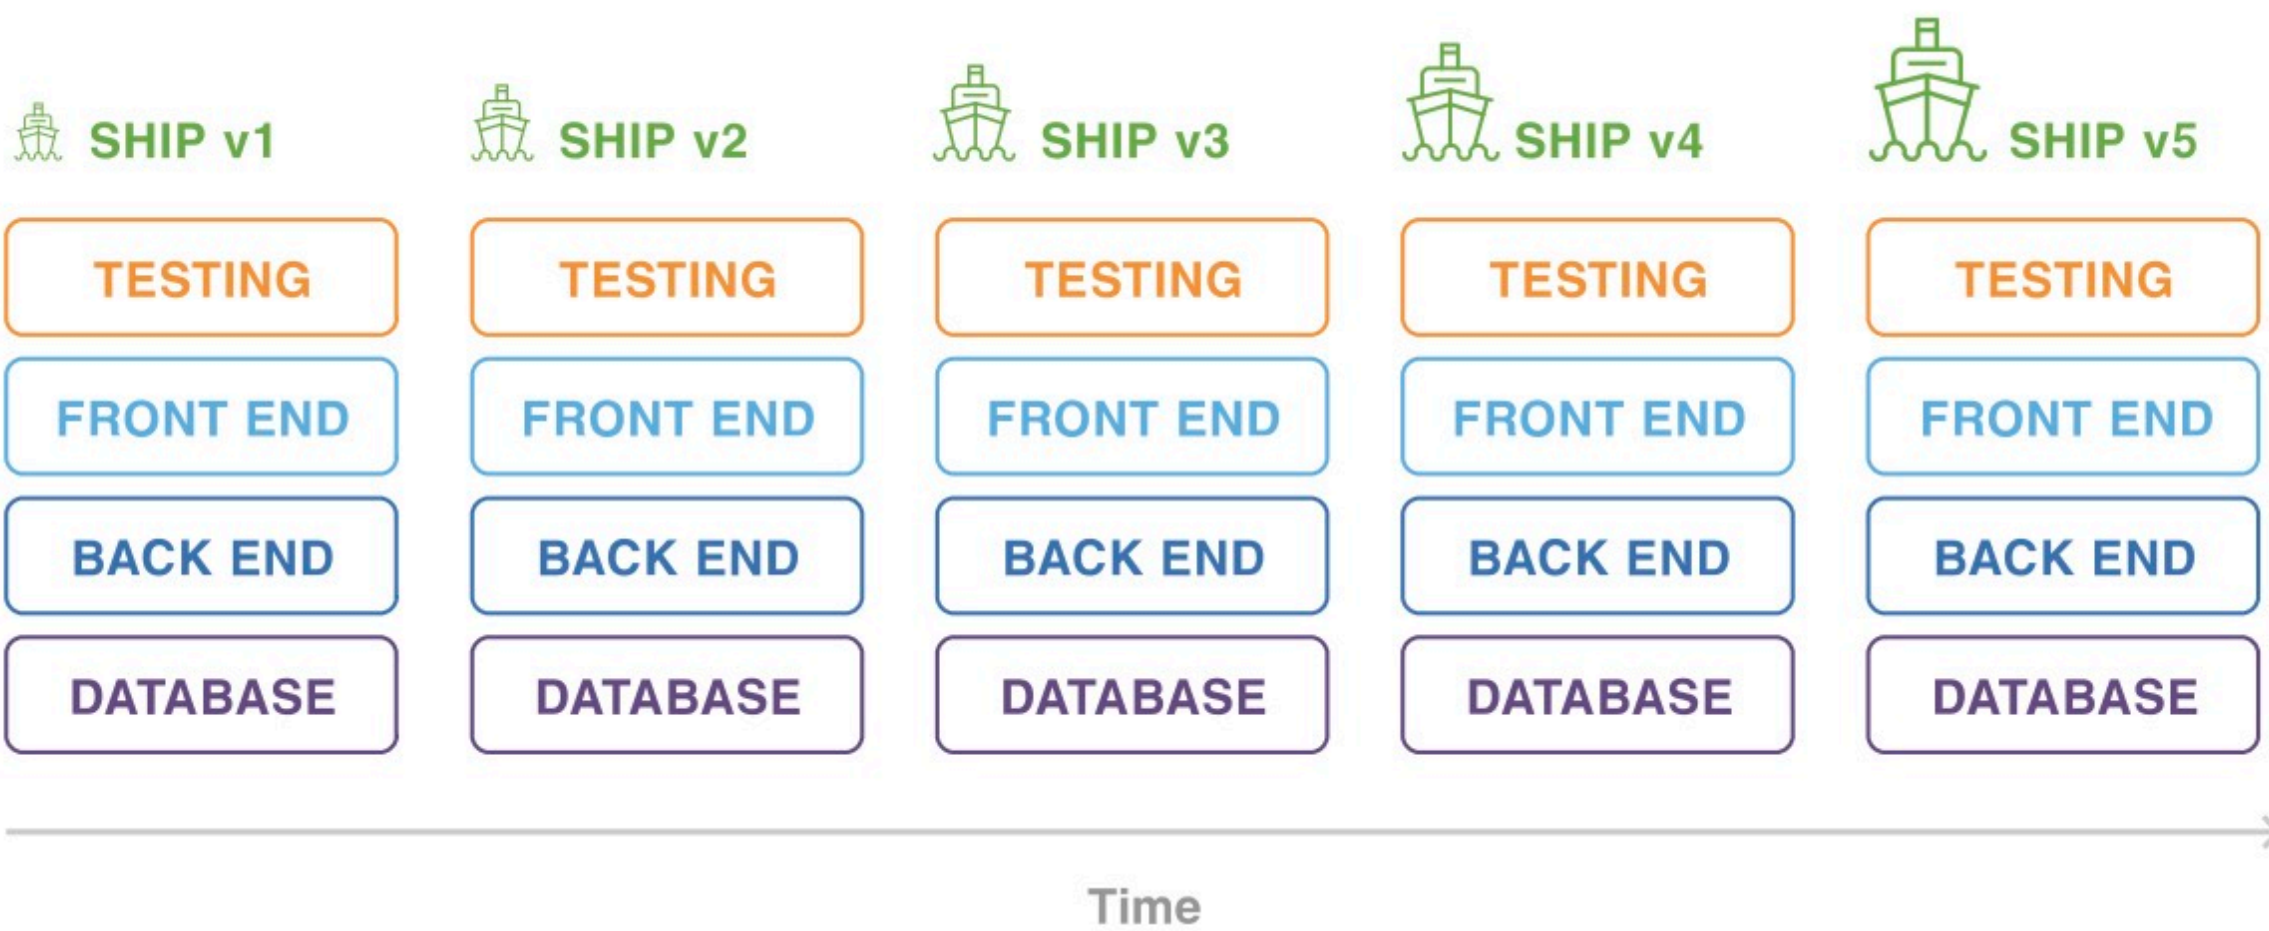 SHIP v1 SHIP v2 SHIP v3 SHIP v4 SHIP v5
TESTING TESTING TESTING TESTING TESTING
FRONT END FRONT END FRONT END FRONT END FRONT END
BACK END BACK END BACK END BACK END BACK END
DATABASE DATABASE DATABASE DATABASE DATABASE
Time